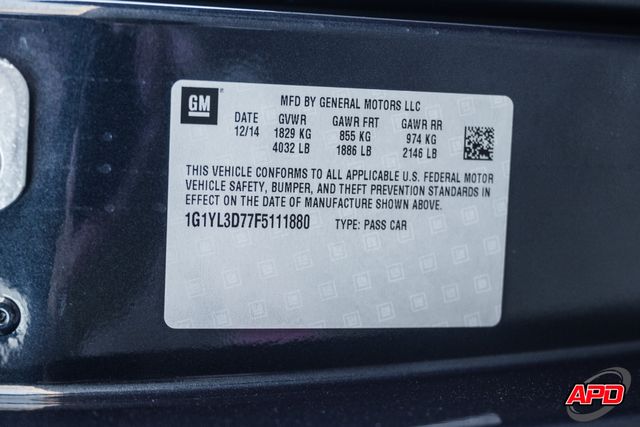 GM
MFD BY GENERAL MOTORS LLC
DATE GVWR GAWR FRT GAWR RR
12/14 1829 KG 855 KG 974 KG
4032 LB 1886 LB 2146 LB
THIS VEHICLE CONFORMS TO ALL APPLICABLE U.S. FEDERAL MOTOR
VEHICLE SAFETY, BUMPER, AND THEFT PREVENTION STANDARDS IN
EFFECT ON THE DATE OF MANUFACTURE SHOWN ABOVE.
1G1YL3D77F5111880 TYPE: PASS CAR
APD